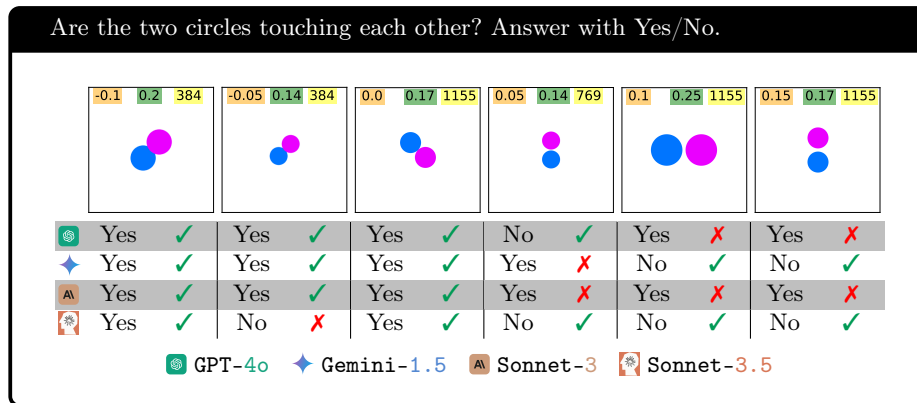 Are the two circles touching each other? Answer with Yes/No.
-0.1 0.2 384 -0.05 0.14 384 0.0 0.17 1155 0.05 0.14 769 0.1 0.25 1155 0.15 0.17 1155
Yes ✓ Yes ✓ Yes ✓ No ✓ Yes ✗ Yes ✗
Yes ✓ Yes ✓ Yes ✓ Yes ✗ No ✓ No ✓
Yes ✓ Yes ✓ Yes ✓ Yes ✗ Yes ✗ Yes ✗
Yes ✓ No ✗ Yes ✓ No ✓ No ✓ No ✓
GPT-4o Gemini-1.5 Sonnet-3 Sonnet-3.5